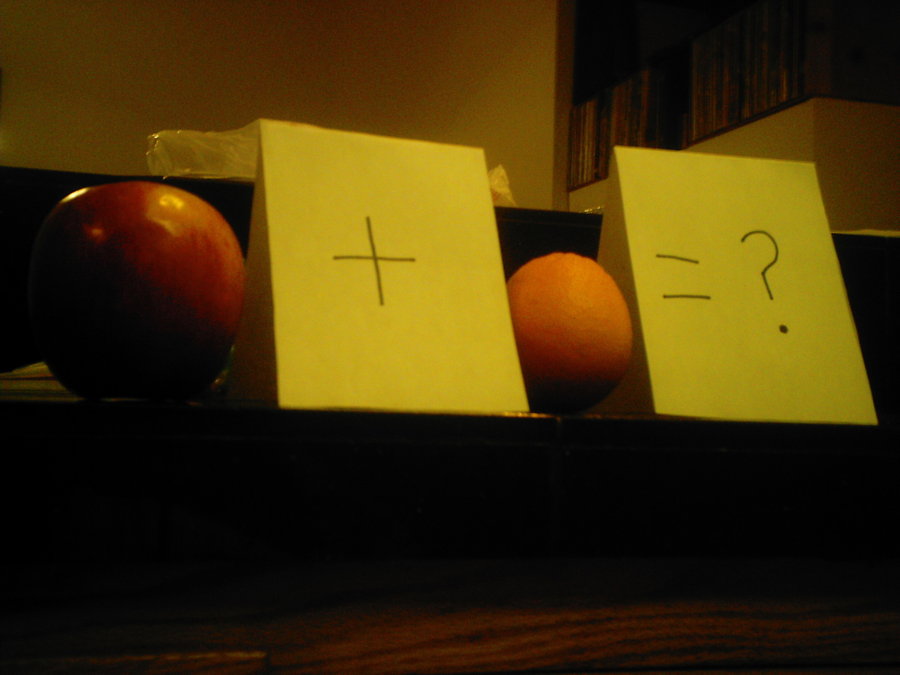 +
= ?